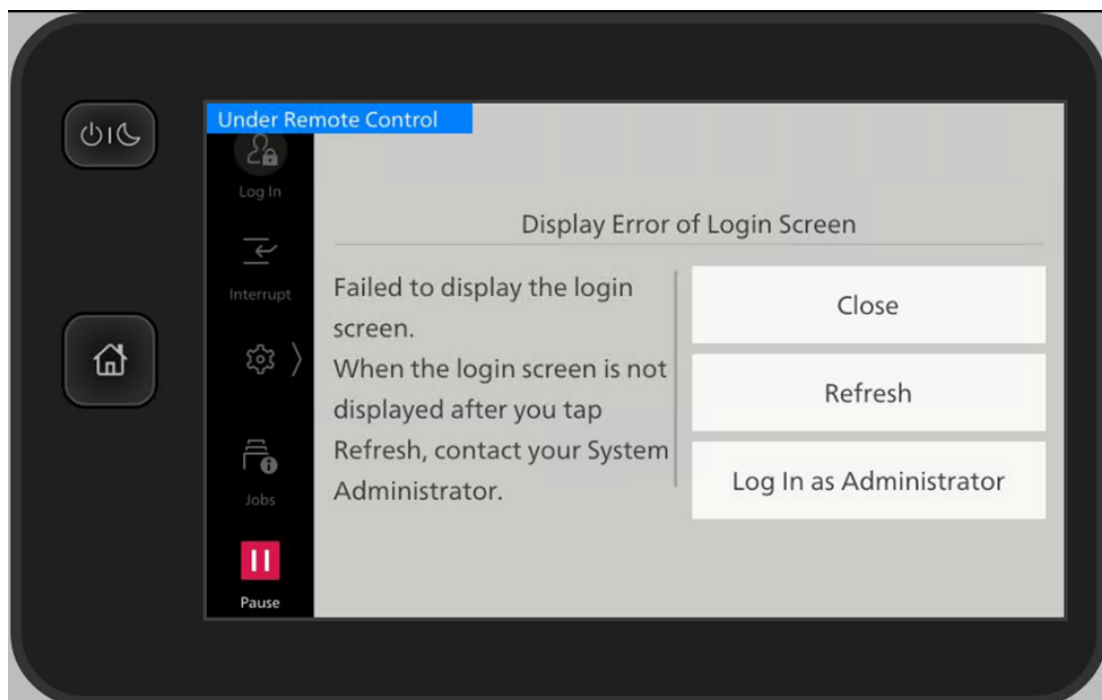 Under Remote Control
Log In
Interrupt
Jobs
Pause
Display Error of Login Screen
Failed to display the login
screen.
When the login screen is not
displayed after you tap
Refresh, contact your System
Administrator.
Close
Refresh
Log In as Administrator